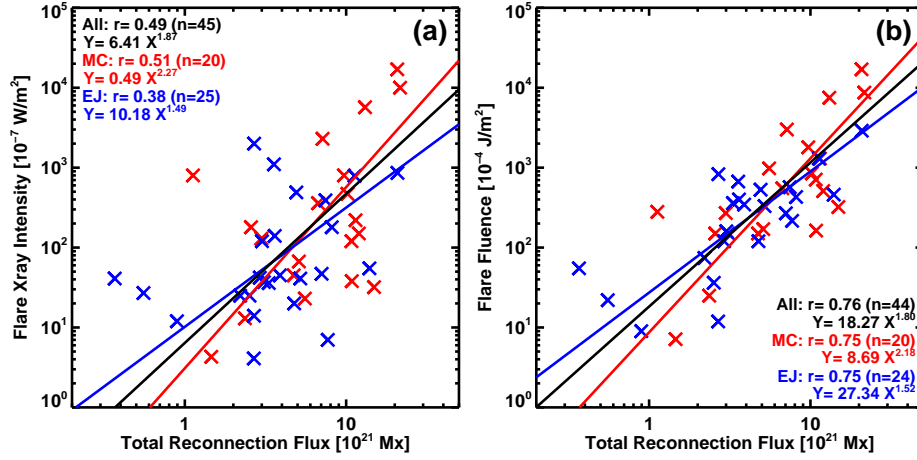 (a)
All: r = 0.49 (n=45)
Y= 6.41 X^1.87
MC: r = 0.51 (n=20)
Y= 0.49 X^2.27
EJ: r = 0.38 (n=25)
Y= 10.18 X^1.49
Flare Xray Intensity [10^-7 W/m^2]
10^5
10^4
10^3
10^2
10^1
10^0
1
10
Total Reconnection Flux [10^21 Mx]
(b)
Flare Fluence [10^-4 J/m^2]
10^5
10^4
10^3
10^2
10^1
10^0
All: r= 0.76 (n=44)
Y= 18.27 X^1.80
MC: r= 0.75 (n=20)
Y= 8.69 X^2.18
EJ: r= 0.75 (n=24)
Y= 27.34 X^1.52
1
10
Total Reconnection Flux [10^21 Mx]